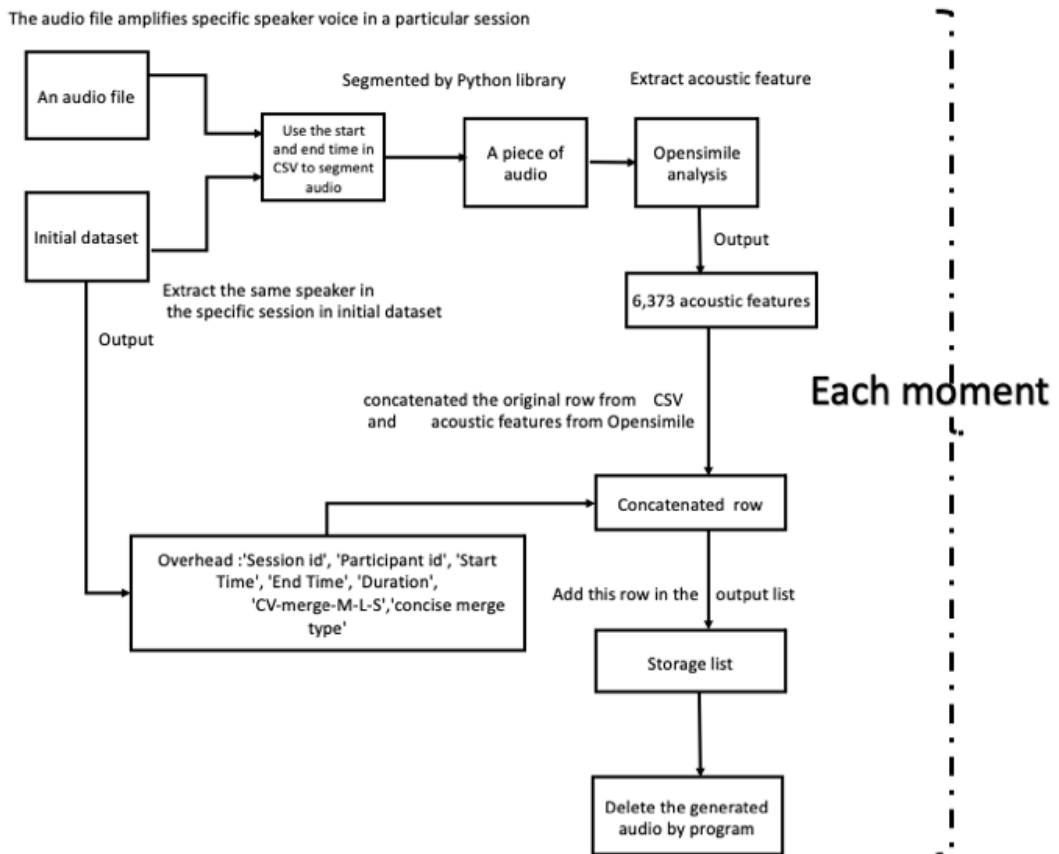 The audio file amplifies specific speaker voice in a particular session
An audio file
Segmented by Python library
Extract acoustic feature
Use the start
and end time in
CSV to segment
audio
A piece of
audio
Opensimile
analysis
Initial dataset
Output
Extract the same speaker in
the specific session in initial dataset
6,373 acoustic features
Output
Each moment
concatenated the original row from CSV
and acoustic features from Opensimile
Concatenated row
Overhead :'Session id', 'Participant id', 'Start
Time', 'End Time', 'Duration',
'CV-merge-M-L-S','concise merge
type'
Add this row in the output list
Storage list
Delete the generated
audio by program